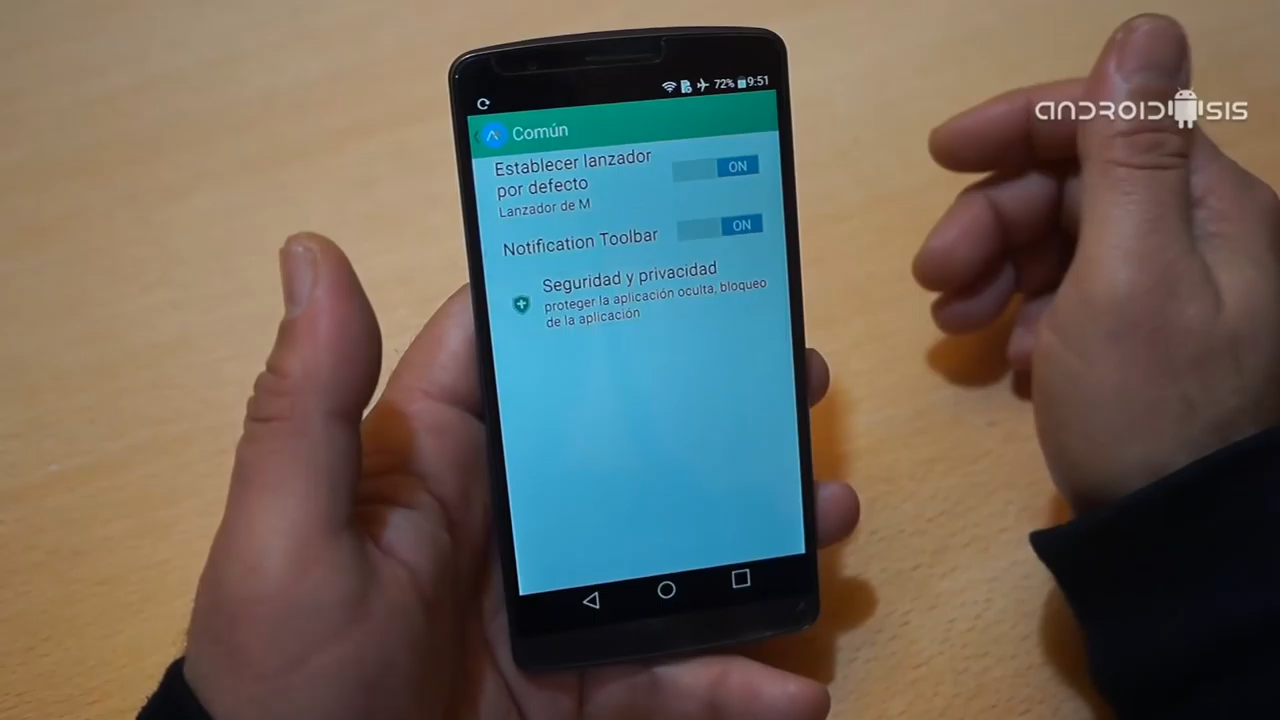 72% 9:51
ANDROIDSIS
Común
Establecer lanzador
por defecto
ON
Lanzador de M
Notification Toolbar
ON
Seguridad y privacidad
proteger la aplicación oculta, bloqueo
de la aplicación